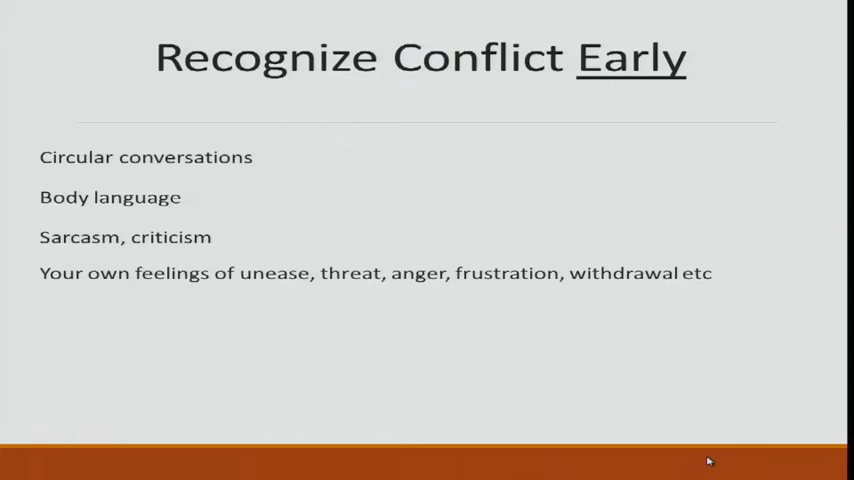 Recognize Conflict Early
Circular conversations
Body language
Sarcasm, criticism
Your own feelings of unease, threat, anger, frustration, withdrawal etc